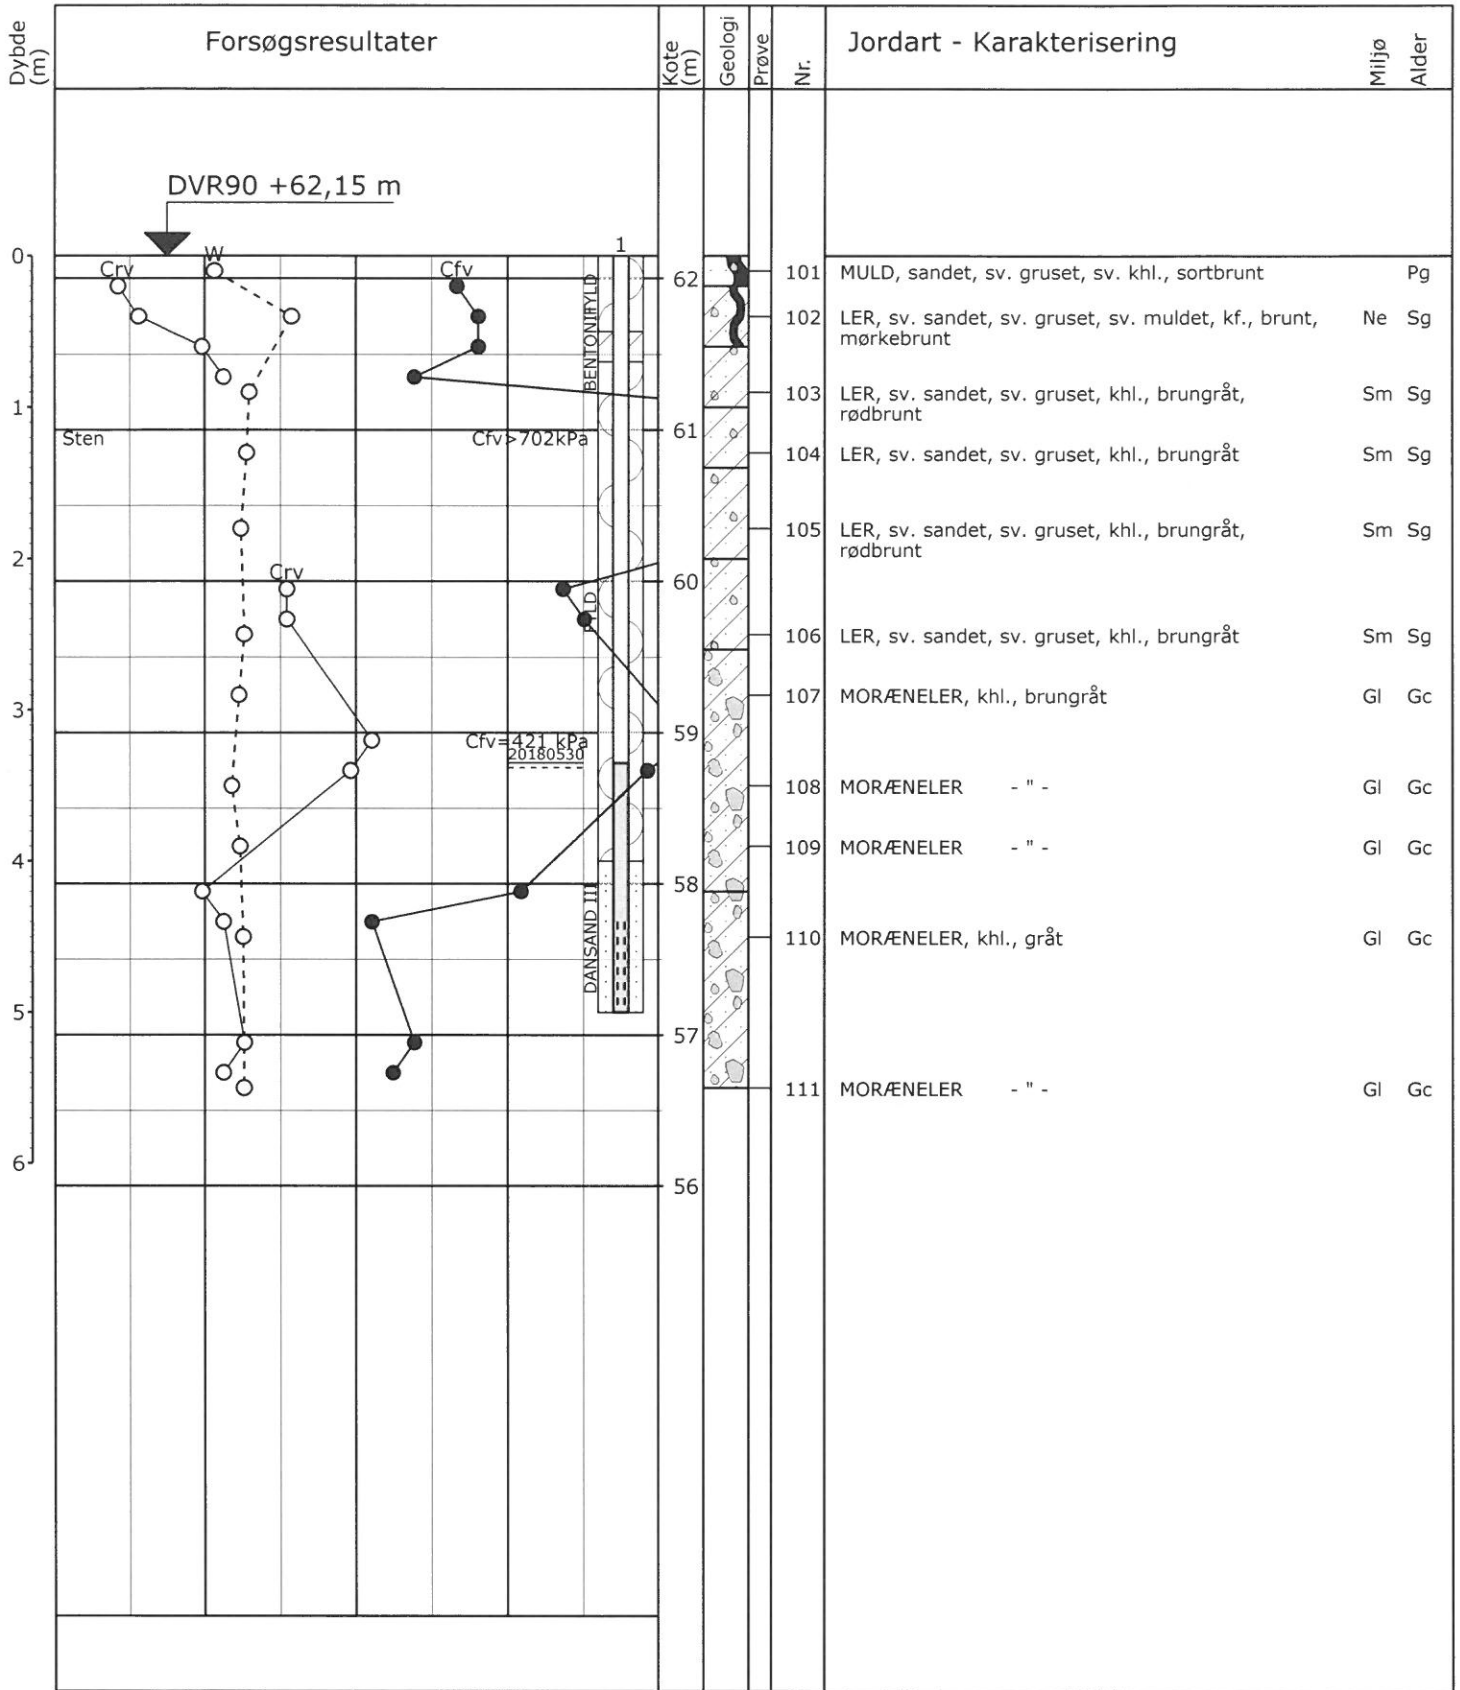 Dybde (m)
Forsøgsresultater
Kote (m)
Geologi
Prøve
Nr.
Jordart - Karakterisering
Miljø
Alder
DVR90 +62,15 m
0
W
1
Crv
Cfv
62
101 MULD, sandet, sv. gruset, sv. khl., sortbrunt Pg
102 LER, sv. sandet, sv. gruset, sv. muldet, kf., brunt, Ne Sg
mørkebrunt
BENTONIT
FYLD
103 LER, sv. sandet, sv. gruset, khl., brungråt, Sm Sg
rødbrunt
1
Sten
Cfv>702kPa
61
104 LER, sv. sandet, sv. gruset, khl., brungråt Sm Sg
105 LER, sv. sandet, sv. gruset, khl., brungråt, Sm Sg
rødbrunt
2
Crv
60
106 LER, sv. sandet, sv. gruset, khl., brungråt Sm Sg
107 MORÆNELER, khl., brungråt Gl Gc
3
Cfv=421 kPa
20180530
59
108 MORÆNELER - " - Gl Gc
109 MORÆNELER - " - Gl Gc
4
58
DANSAND III
110 MORÆNELER, khl., gråt Gl Gc
5
57
111 MORÆNELER - " - Gl Gc
6
56